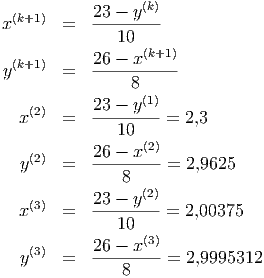 x^(k+1) = (23 − y^(k)) / 10
y^(k+1) = (26 − x^(k+1)) / 8
x^(2) = (23 − y^(1)) / 10 = 2,3
y^(2) = (26 − x^(2)) / 8 = 2,9625
x^(3) = (23 − y^(2)) / 10 = 2,00375
y^(3) = (26 − x^(3)) / 8 = 2,9995312